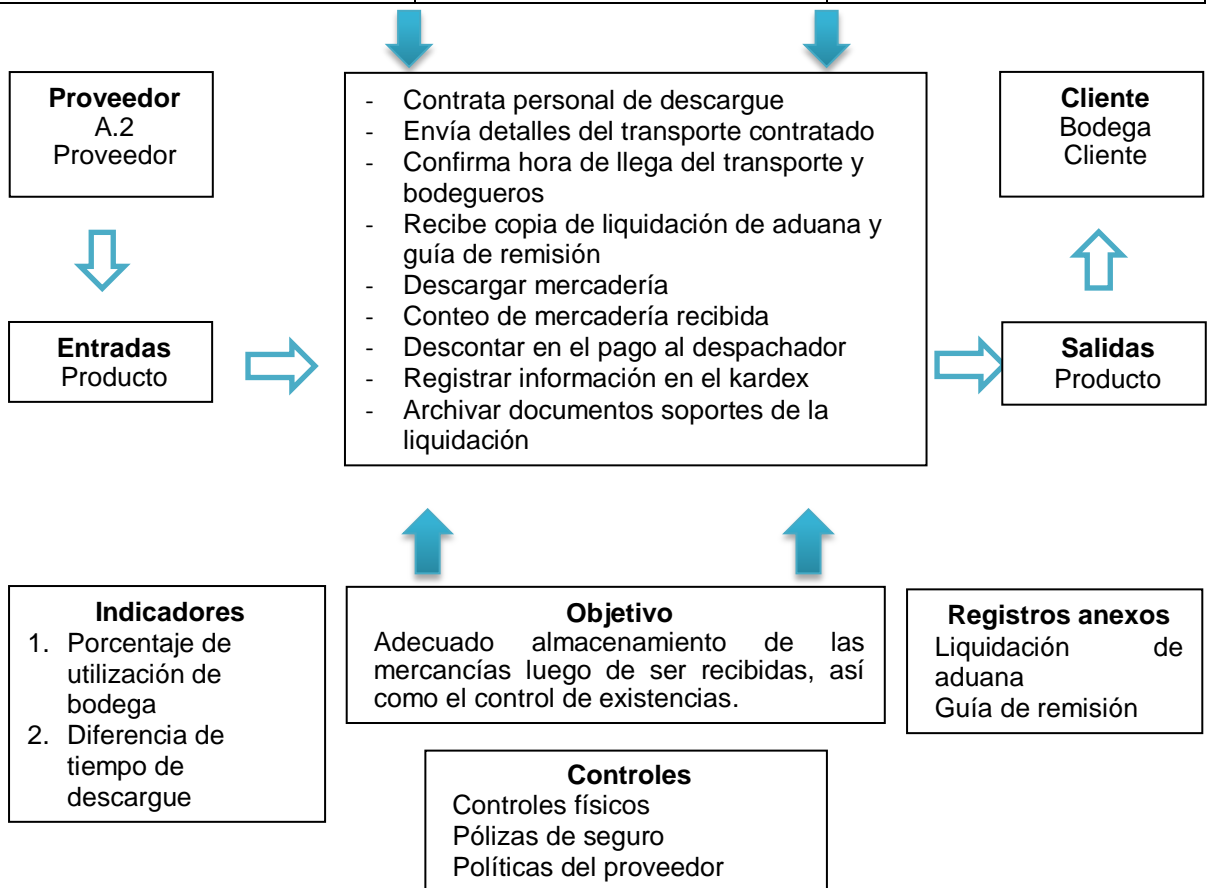 Proveedor
A.2
Proveedor
- Contrata personal de descargue
- Envía detalles del transporte contratado
- Confirma hora de llega del transporte y
bodegueros
- Recibe copia de liquidación de aduana y
guía de remisión
- Descargar mercadería
- Conteo de mercadería recibida
- Descontar en el pago al despachador
- Registrar información en el kardex
- Archivar documentos soportes de la
liquidación
Cliente
Bodega
Cliente
Entradas
Producto
Salidas
Producto
Indicadores
1. Porcentaje de
utilización de
bodega
2. Diferencia de
tiempo de
descargue
Objetivo
Adecuado almacenamiento de las
mercancías luego de ser recibidas, así
como el control de existencias.
Registros anexos
Liquidación de
aduana
Guía de remisión
Controles
Controles físicos
Pólizas de seguro
Políticas del proveedor